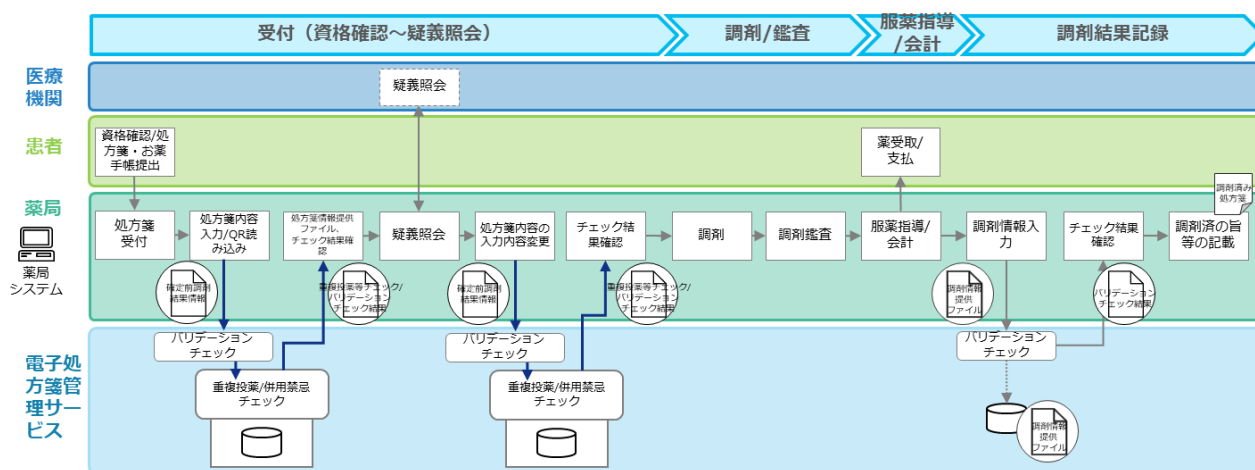 受付（資格確認～疑義照会）
調剤/鑑査
服薬指導
/会計
調剤結果記録
医療
機関
疑義照会
患者
資格確認/処
方箋・お薬
手帳提出
薬受取/
支払
薬局
薬局
システム
処方箋
受付
処方箋内容
入力/QR読
み込み
処方箋情報提供
ファイル、
チェック結果確
認
疑義照会
処方箋内容の
入力内容変更
チェック結
果確認
調剤
調剤鑑査
服薬指導/
会計
調剤情報入
力
チェック結果
確認
調剤済の旨
等の記載
調剤済み
処方箋
確定前調剤
結果情報
重複投薬等チェック/
バリデーション
チェック結果
確定前調剤
結果情報
重複投薬等チェック/
バリデーション
チェック結果
調剤情報
提供
ファイル
バリデーション
チェック結果
電子処
方箋管
理サー
ビス
バリデーション
チェック
重複投薬/併用禁忌
チェック
バリデーション
チェック
重複投薬/併用禁忌
チェック
バリデーション
チェック
調剤情報
提供
ファイル